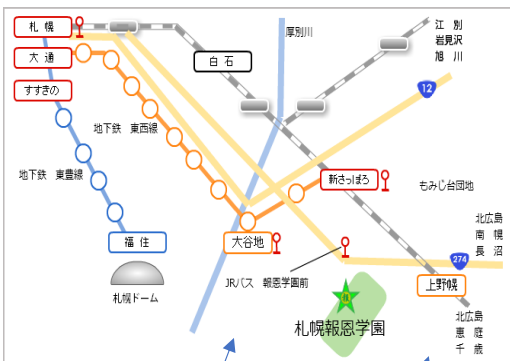 札 幌
大 通
すすきの
厚別川
白 石
江 別
岩見沢
旭 川
12
地下鉄 東西線
地下鉄 東豊線
新さっぽろ
もみじ台団地
北広島
南 幌
長 沼
福 住
大谷地
274
札幌ドーム
JRバス 報恩学園前
上野幌
札幌報恩学園
北広島
恵 庭
千 歳